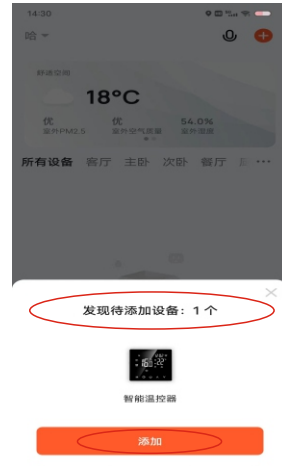 14:30
哈
舒适空间
18°C
优 优 54.0%
室外PM2.5 室外空气质量 室外湿度
所有设备 客厅 主卧 次卧 餐厅
发现待添加设备：1个
智能温控器
添加